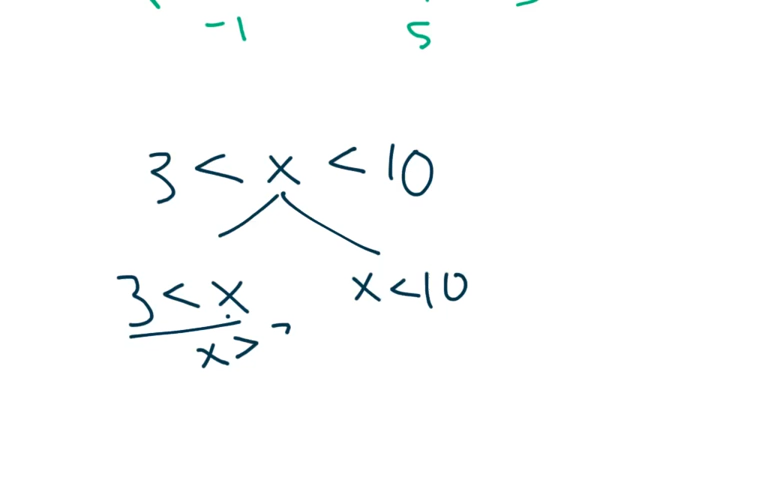 -1 5
3 < x < 10
3 < x x < 10
x >